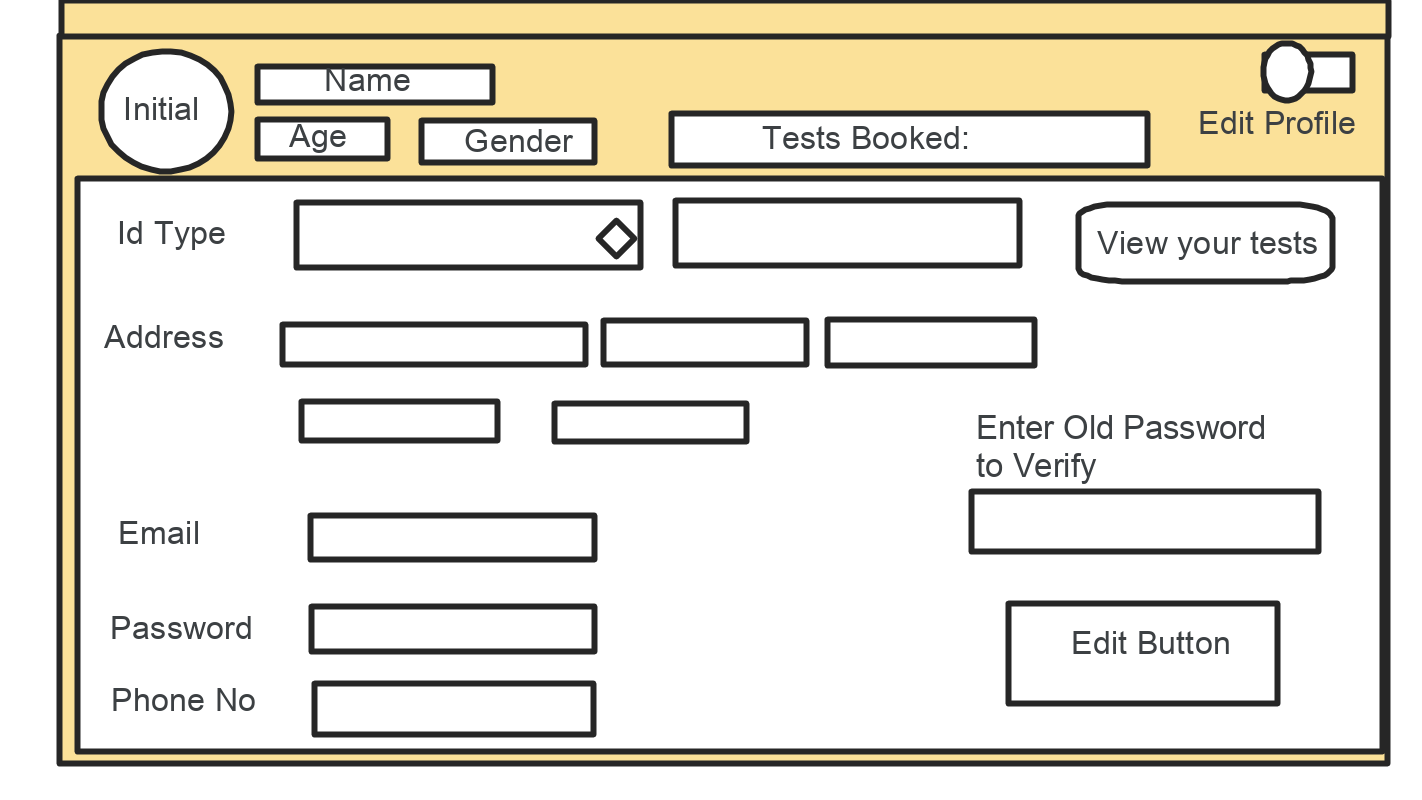 Initial
Name
Age
Gender
Tests Booked:
Edit Profile
Id Type
View your tests
Address
Enter Old Password
to Verify
Email
Password
Edit Button
Phone No